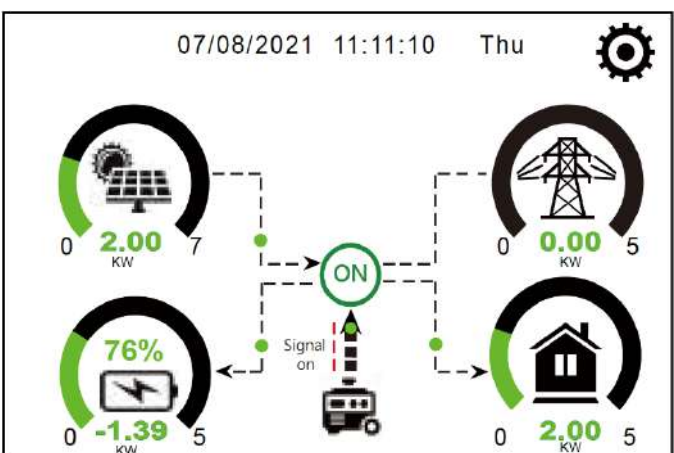 07/08/2021 11:11:10 Thu
0 2.00 7
KW
0 0.00 5
KW
ON
76%
Signal
on
0 -1.39 5
KW
0 2.00 5
KW